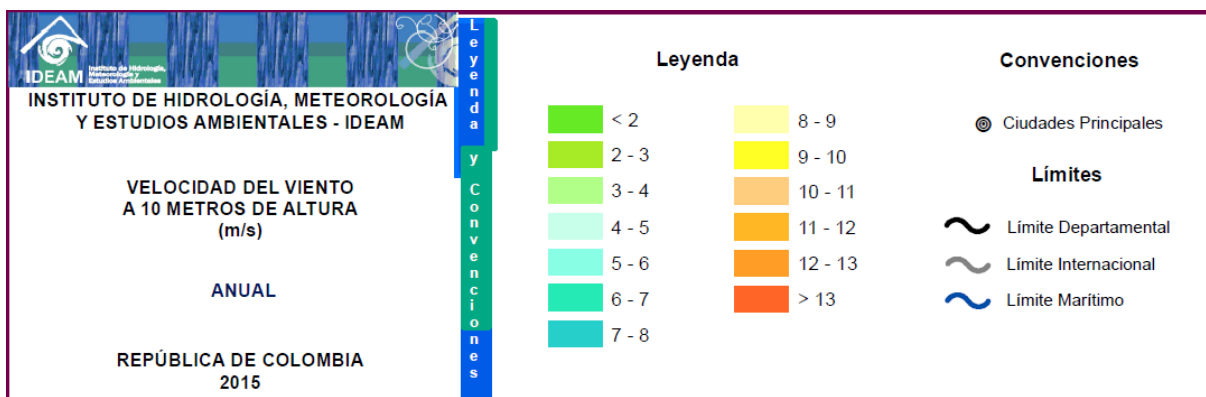 IDEAM
Instituto de Hidrología,
Meteorología y
Estudios Ambientales
INSTITUTO DE HIDROLOGÍA, METEOROLOGÍA
Y ESTUDIOS AMBIENTALES - IDEAM
VELOCIDAD DEL VIENTO
A 10 METROS DE ALTURA
(m/s)
ANUAL
REPÚBLICA DE COLOMBIA
2015
Leyenda y Convenciones
Leyenda
< 2
2 - 3
3 - 4
4 - 5
5 - 6
6 - 7
7 - 8
8 - 9
9 - 10
10 - 11
11 - 12
12 - 13
> 13
Convenciones
Ciudades Principales
Límites
Límite Departamental
Límite Internacional
Límite Marítimo